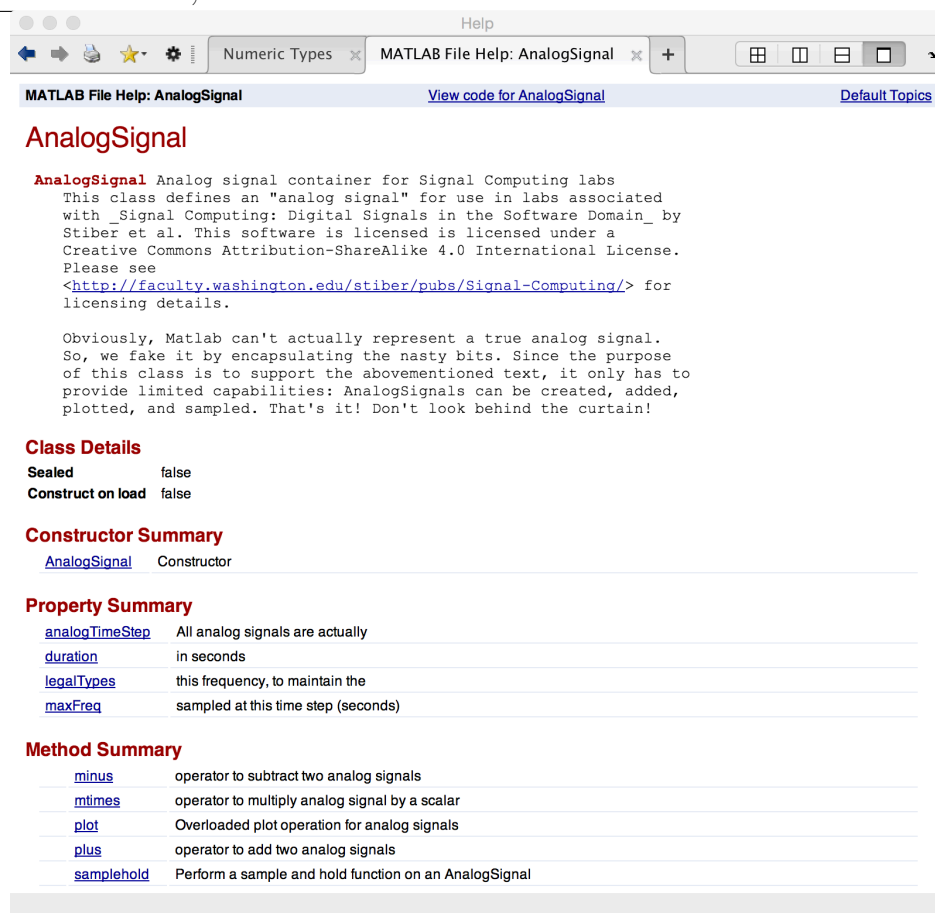 Help
Numeric Types
MATLAB File Help: AnalogSignal
MATLAB File Help: AnalogSignal View code for AnalogSignal Default Topics
AnalogSignal
AnalogSignal Analog signal container for Signal Computing labs
This class defines an "analog signal" for use in labs associated
with _Signal Computing: Digital Signals in the Software Domain_ by
Stiber et al. This software is licensed is licensed under a
Creative Commons Attribution-ShareAlike 4.0 International License.
Please see
<http://faculty.washington.edu/stiber/pubs/Signal-Computing/> for
licensing details.
Obviously, Matlab can't actually represent a true analog signal.
So, we fake it by encapsulating the nasty bits. Since the purpose
of this class is to support the abovementioned text, it only has to
provide limited capabilities: AnalogSignals can be created, added,
plotted, and sampled. That's it! Don't look behind the curtain!
Class Details
Sealed false
Construct on load false
Constructor Summary
AnalogSignal Constructor
Property Summary
analogTimeStep All analog signals are actually
duration in seconds
legalTypes this frequency, to maintain the
maxFreq sampled at this time step (seconds)
Method Summary
minus operator to subtract two analog signals
mtimes operator to multiply analog signal by a scalar
plot Overloaded plot operation for analog signals
plus operator to add two analog signals
samplehold Perform a sample and hold function on an AnalogSignal